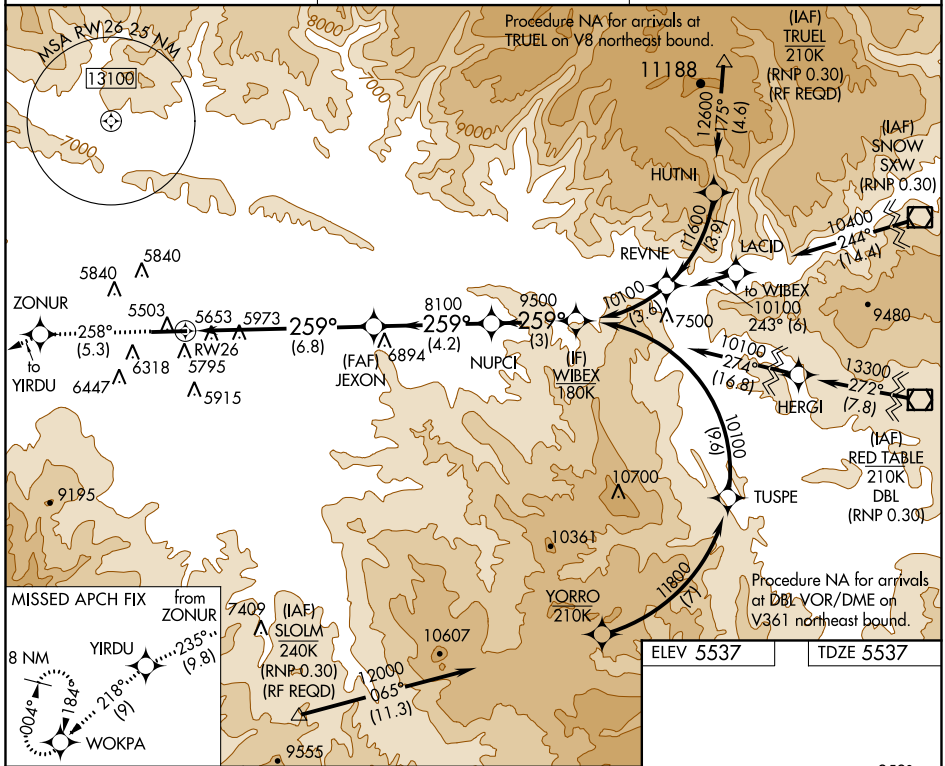 MSA RW26 25 NM
13100
8000
7000
9000
7000
Procedure NA for arrivals at
TRUEL on V8 northeast bound.
(IAF)
TRUEL
210K
(RNP 0.30)
(RF REQD)
11188
12600
175°
(4.6)
HUTNI
(IAF)
SNOW
SXW
(RNP 0.30)
11600
(3.9)
REVNE
LACID
10400
244°
(14.4)
to WIBEX
10100
243° (6)
9480
5840
5840
ZONUR
5503
5653
5973
258°
(5.3)
to
YIRDU
RW26
6318
5795
6447
5915
259°
(6.8)
(FAF)
JEXON
6894
8100
259°
(4.2)
NUPCI
9500
259°
(3)
(IF)
WIBEX
180K
10100
(3.6)
7500
10100
274°
(16.8)
HERGI
13300
272°
(7.8)
(IAF)
RED TABLE
210K
DBL
(RNP 0.30)
10100
(9.6)
TUSPE
9195
10700
10361
11800
(7)
YORRO
210K
Procedure NA for arrivals
at DBL VOR/DME on
V361 northeast bound.
MISSED APCH FIX
from
ZONUR
YIRDU
235°
(9.8)
8 NM
004°
184°
218°
(9)
WOKPA
7409
(IAF)
SLOLM
240K
(RNP 0.30)
(RF REQD)
10607
12000
065°
(11.3)
9555
ELEV 5537
TDZE 5537